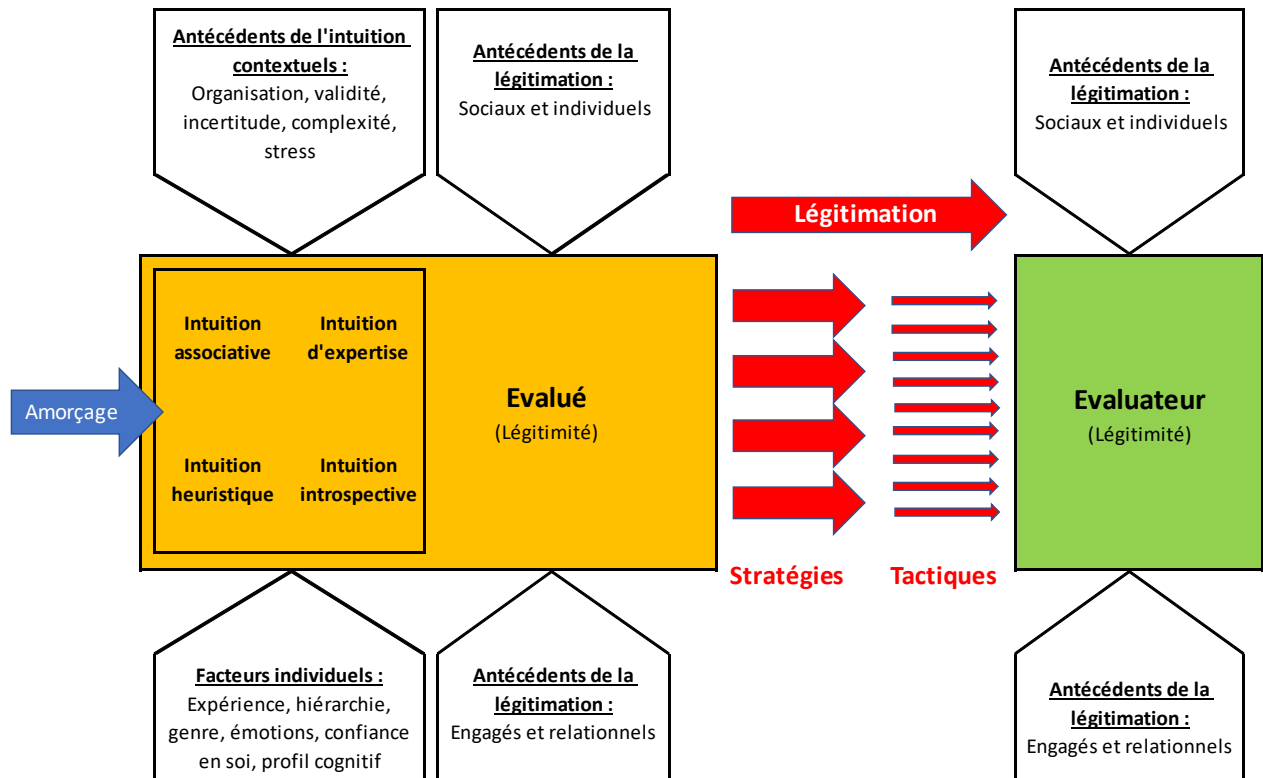 Antécédents de l'intuition
contextuels :
Organisation, validité,
incertitude, complexité,
stress
Antécédents de la
légitimation :
Sociaux et individuels
Antécédents de la
légitimation :
Sociaux et individuels
Légitimation
Intuition
associative
Intuition
d'expertise
Amorçage
Evalué
(Légitimité)
Evaluateur
(Légitimité)
Intuition
heuristique
Intuition
introspective
Stratégies
Tactiques
Facteurs individuels :
Expérience, hiérarchie,
genre, émotions, confiance
en soi, profil cognitif
Antécédents de la
légitimation :
Engagés et relationnels
Antécédents de la
légitimation :
Engagés et relationnels